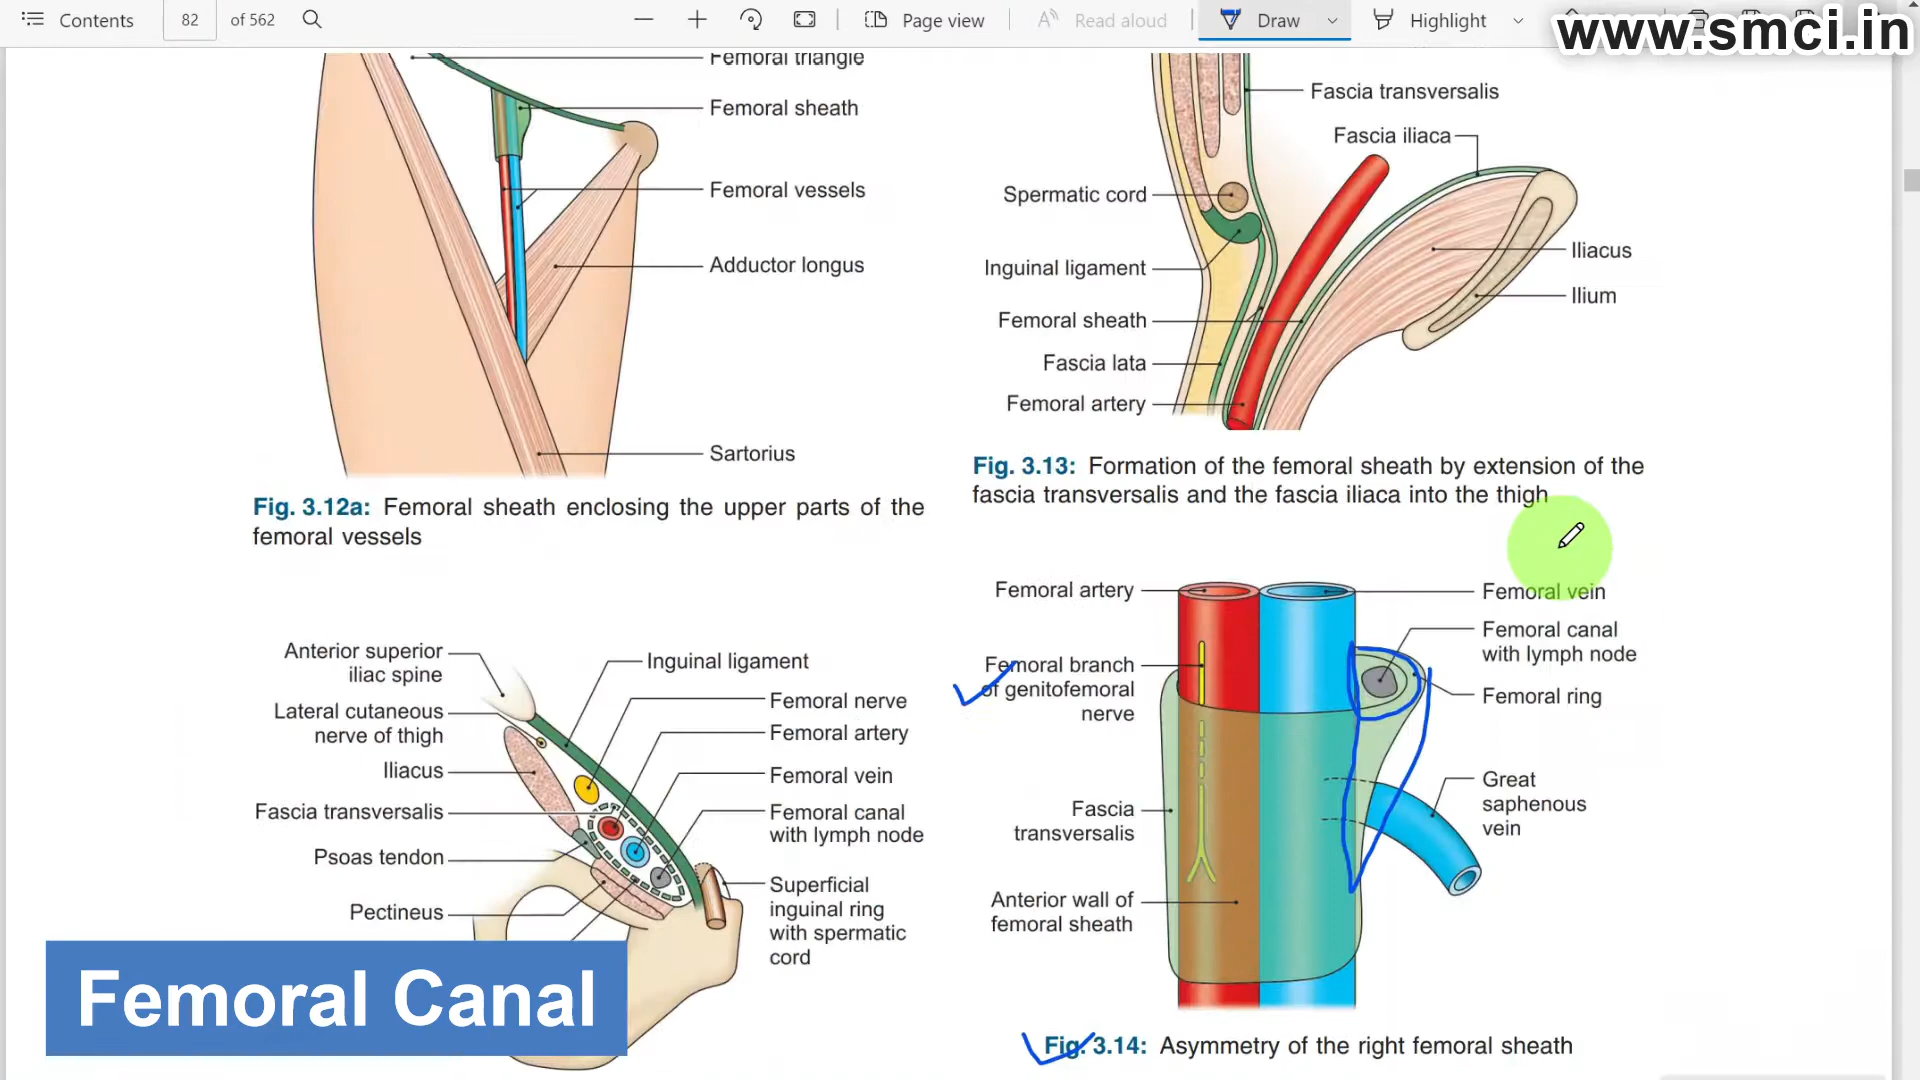 Contents
82
of 562
Page view
Read aloud
Draw
Highlight
www.smci.in
Femoral triangle
Femoral sheath
Femoral vessels
Adductor longus
Sartorius
Fig. 3.12a: Femoral sheath enclosing the upper parts of the
femoral vessels
Fascia transversalis
Fascia iliaca
Spermatic cord
Inguinal ligament
Iliacus
Ilium
Femoral sheath
Fascia lata
Femoral artery
Fig. 3.13: Formation of the femoral sheath by extension of the
fascia transversalis and the fascia iliaca into the thigh
Anterior superior
iliac spine
Lateral cutaneous
nerve of thigh
Iliacus
Fascia transversalis
Psoas tendon
Pectineus
Inguinal ligament
Femoral nerve
Femoral artery
Femoral vein
Femoral canal
with lymph node
Superficial
inguinal ring
with spermatic
cord
Femoral artery
Femoral branch
of genitofemoral
nerve
Fascia
transversalis
Anterior wall of
femoral sheath
Femoral vein
Femoral canal
with lymph node
Femoral ring
Great
saphenous
vein
Fig. 3.14: Asymmetry of the right femoral sheath
Femoral Canal